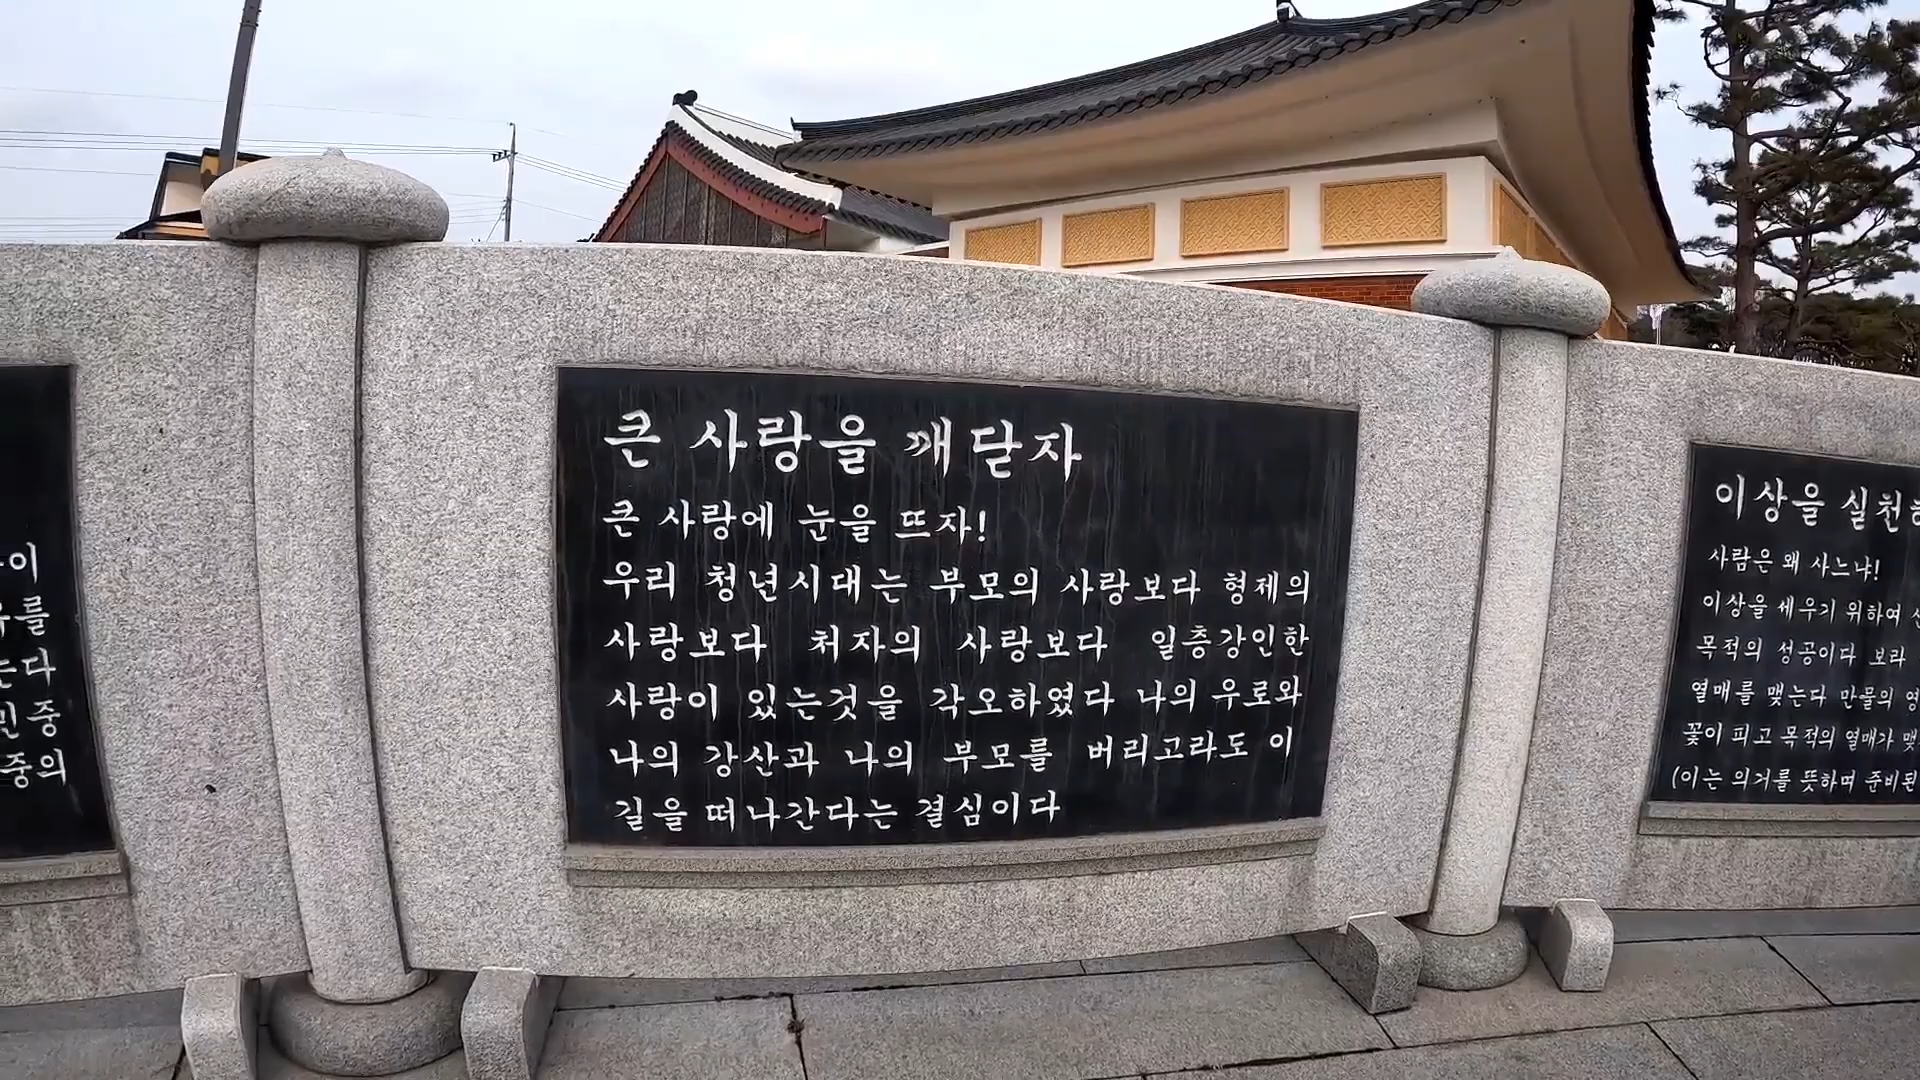 이
를
다
중
중의
큰 사랑을 깨닫자
큰 사랑에 눈을 뜨자!
우리 청년시대는 부모의 사랑보다 형제의
사랑보다 처자의 사랑보다 일층강인한
사랑이 있는것을 각오하였다 나의 우로와
나의 강산과 나의 부모를 버리고라도 이
길을 떠나간다는 결심이다
이상을
사람은 왜 사느냐!
이상을 세우기 위하여
목적의 성공이다 보라
열매를 맺는다 만물의
꽃이 피고 목적의 열매가
(이는 의거를 뜻하며 준비된